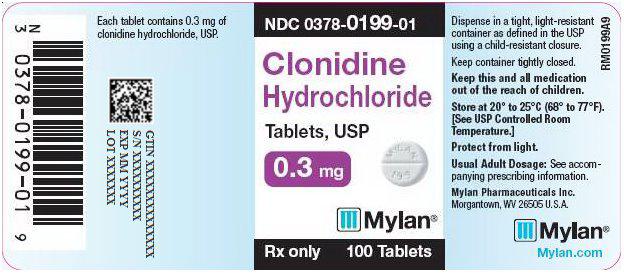 N
3 0378-0199-01 9
Each tablet contains 0.3 mg of
clonidine hydrochloride, USP.
GTIN XXXXXXXXXXXXXX
S/N XXXXXXXXXX
EXP MM YYYY
LOT XXXXXXX
NDC 0378-0199-01
Clonidine
Hydrochloride
Tablets, USP
0.3 mg
MYLAN
199
Mylan®
Rx only 100 Tablets
Dispense in a tight, light-resistant
container as defined in the USP
using a child-resistant closure.
Keep container tightly closed.
Keep this and all medication
out of the reach of children.
Store at 20° to 25°C (68° to 77°F).
[See USP Controlled Room
Temperature.]
Protect from light.
Usual Adult Dosage: See accom-
panying prescribing information.
Mylan Pharmaceuticals Inc.
Morgantown, WV 26505 U.S.A.
Mylan®
Mylan.com
RM0199A9